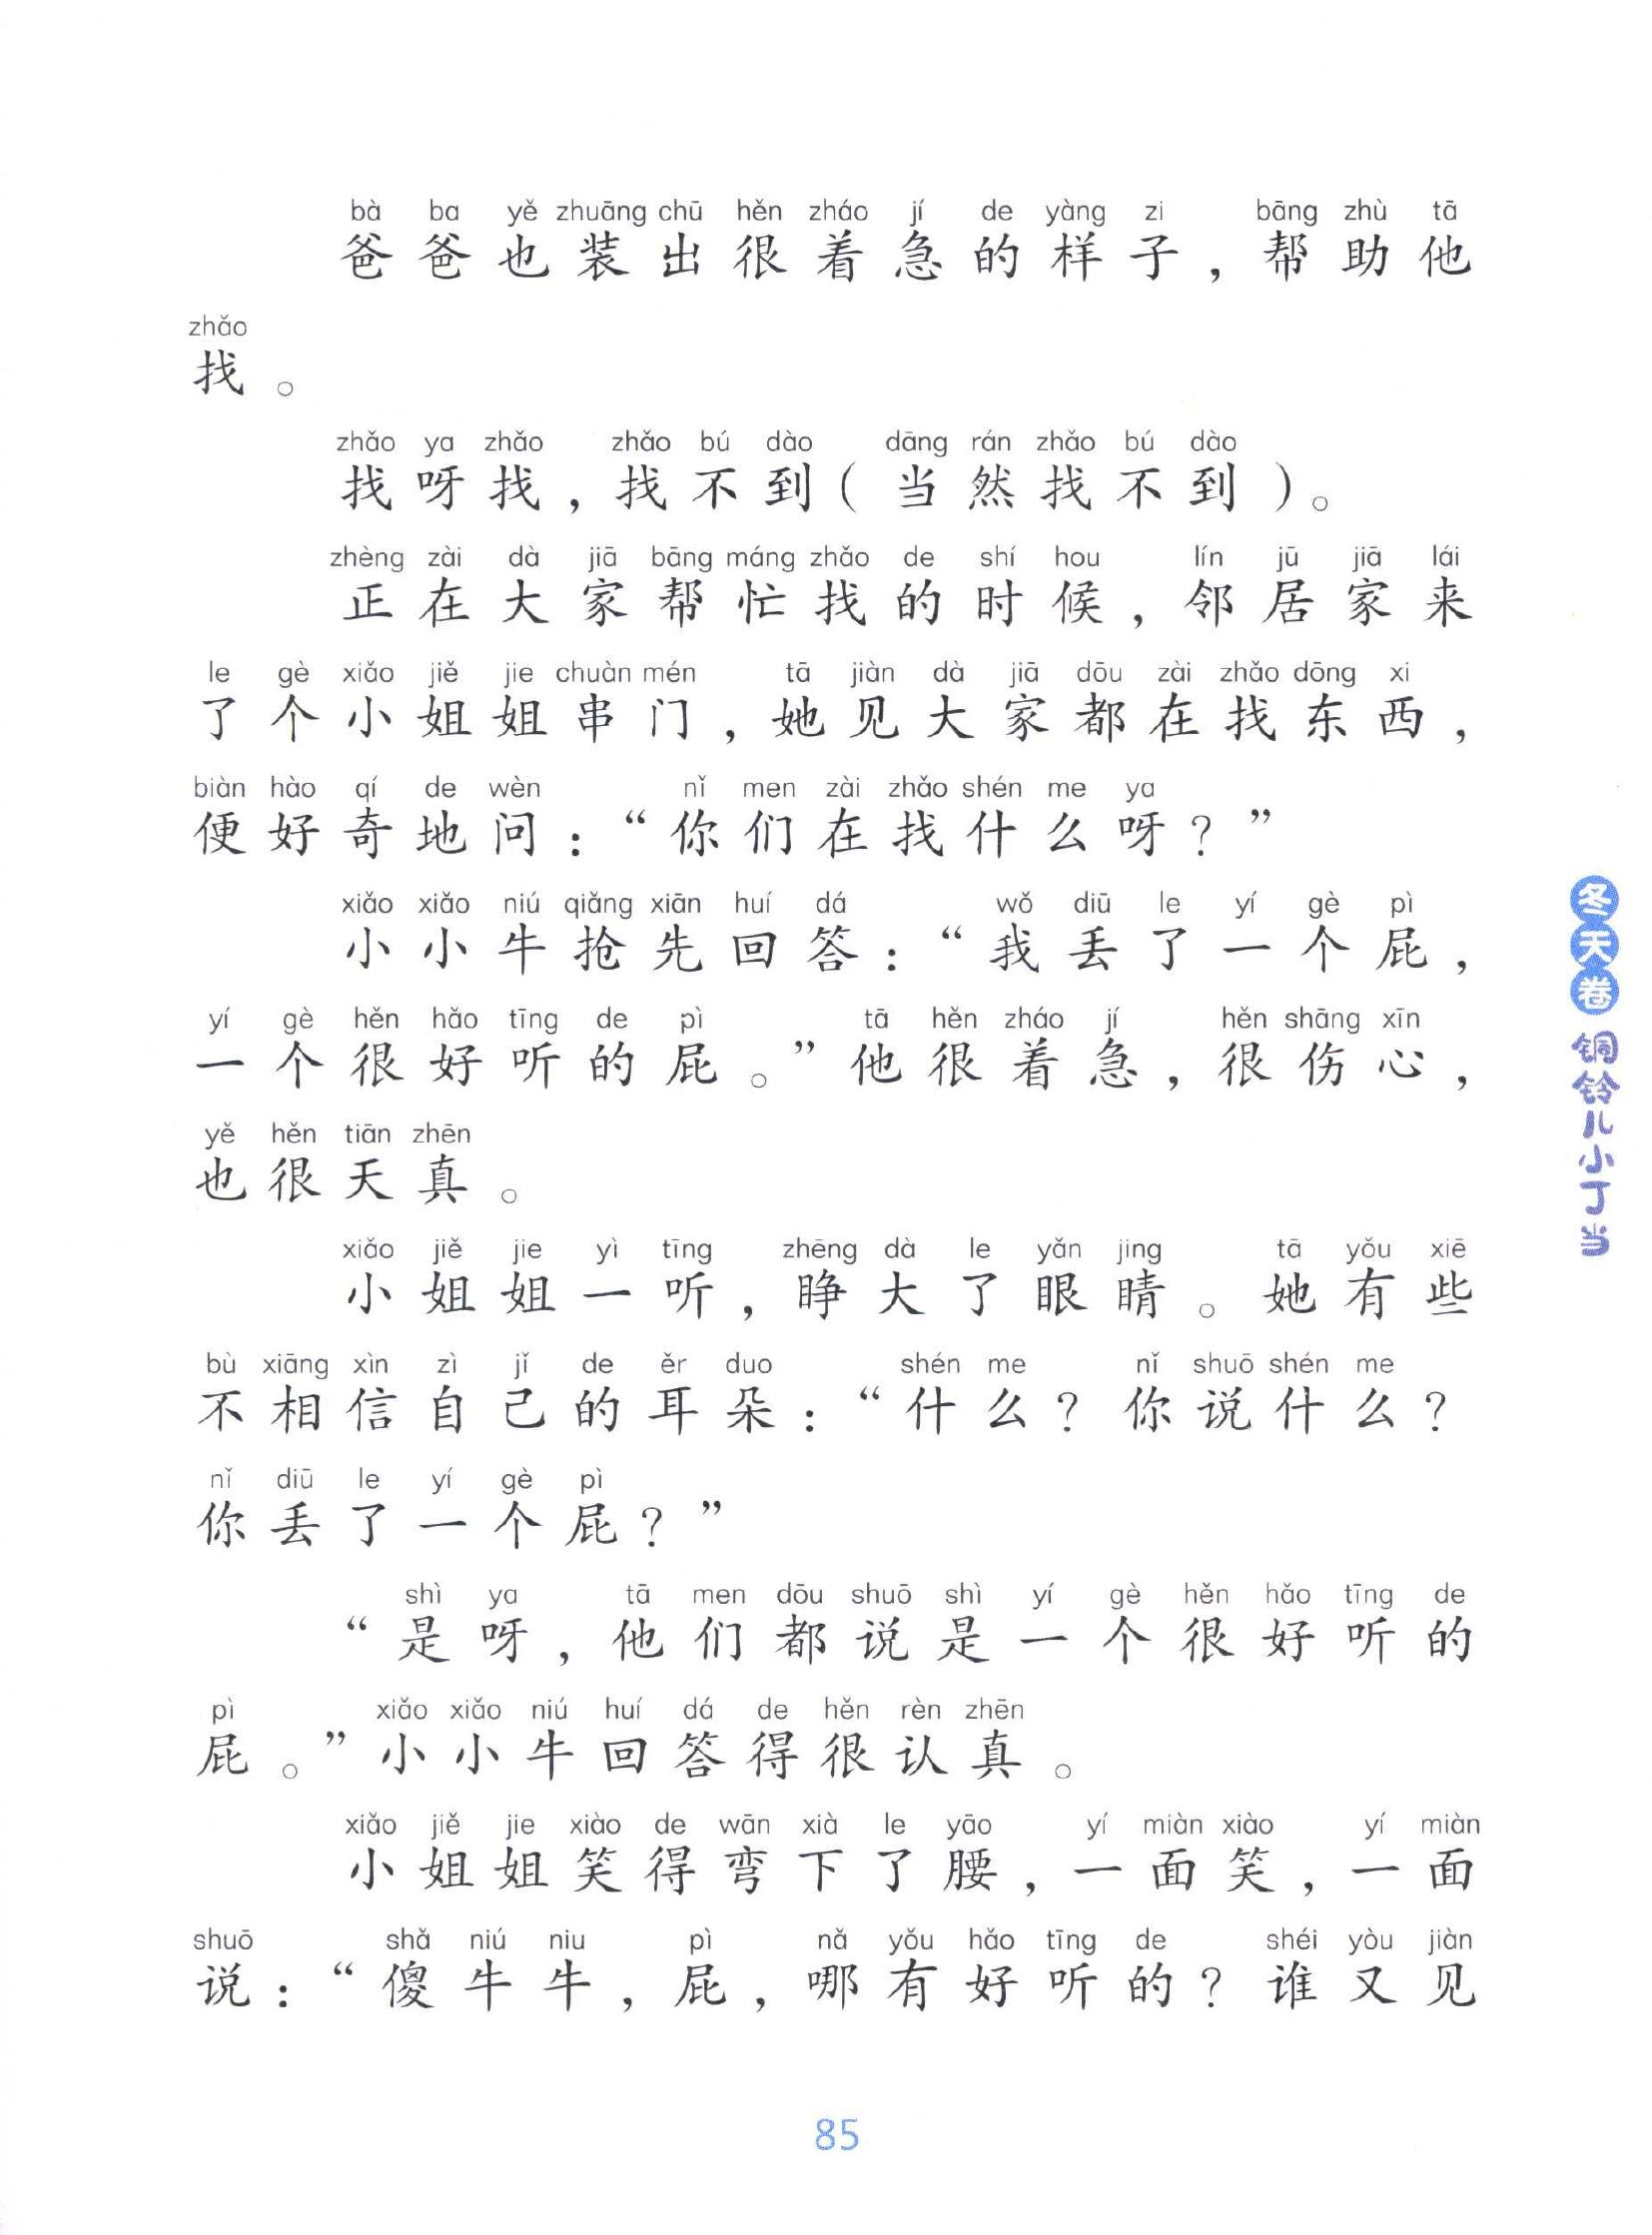 bà ba yě zhuāng chū hěn zháo jí de yàng zi bāng zhù tā
爸爸也装出很着急的样子，帮助他
zhǎo
找。
zhǎo ya zhǎo zhǎo bú dào dāng rán zhǎo bú dào
找呀找，找不到（当然找不到）。
zhèng zài dà jiā bāng máng zhǎo de shí hou lín jū jiā lái
正在大家帮忙找的时候，邻居家来
le gè xiǎo jiě jie chuàn mén tā jiàn dà jiā dōu zài zhǎo dōng xi
了个小姐姐串门，她见大家都在找东西，
biàn hào qí de wèn nǐ men zài zhǎo shén me ya
便好奇地问：“你们在找什么呀？”
xiǎo xiǎo niú qiǎng xiān huí dá wǒ diū le yí gè pì
小小牛抢先回答：“我丢了一个屁，
yí gè hěn hǎo tīng de pì tā hěn zháo jí hěn shāng xīn
一个很好听的屁。”他很着急，很伤心，
yě hěn tiān zhēn
也很天真。
xiǎo jiě jie yì tīng zhēng dà le yǎn jing tā yǒu xiē
小姐姐一听，睁大了眼睛。她有些
bù xiāng xìn zì jǐ de ěr duo shén me nǐ shuō shén me
不相信自己的耳朵：“什么？你说什么？
nǐ diū le yí gè pì
你丢了一个屁？”
shì ya tā men dōu shuō shì yí gè hěn hǎo tīng de
“是呀，他们都说是一个很好听的
pì xiǎo xiǎo niú huí dá de hěn rèn zhēn
屁。”小小牛回答得很认真。
xiǎo jiě jie xiào de wān xià le yāo yí miàn xiào yí miàn
小姐姐笑得弯下了腰，一面笑，一面
shuō shǎ niú niu pì nǎ yǒu hǎo tīng de shéi yòu jiàn
说：“傻牛牛，屁，哪有好听的？谁又见
冬天卷 铜铃儿小丁当
85